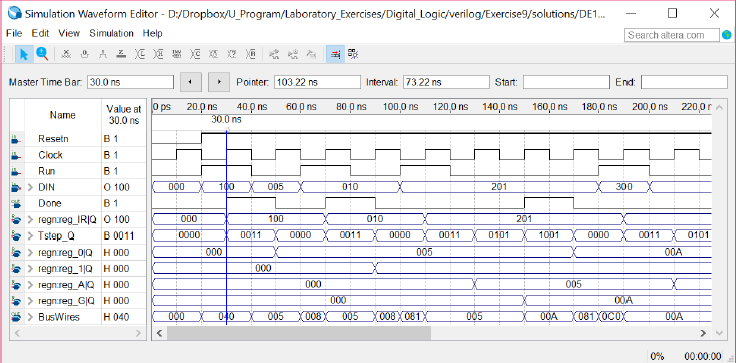 Simulation Waveform Editor - D:/Dropbox/U_Program/Laboratory_Exercises/Digital_Logic/verilog/Exercise9/solutions/DE1...
File Edit View Simulation Help
Search altera.com
Master Time Bar: 30.0 ns Pointer: 103.22 ns Interval: 73.22 ns Start: End:
Name Value at 30.0 ns 0 ps 20.0 ns 40.0 ns 60.0 ns 80.0 ns 100.0 ns 120.0 ns 140.0 ns 160.0 ns 180.0 ns 200.0 ns 220.0
30.0 ns
Resetn B 1
Clock B 1
Run B 1
DIN O 100 000 100 005 010 201 300
Done B 1
regn:reg_IR|Q O 100 000 100 010 201
Tstep_Q B 0011 0000 0011 0000 0011 0000 0011 0101 1001 0000 0011 0101
regn:reg_0|Q H 000 000 005 00A
regn:reg_1|Q H 000 000
regn:reg_A|Q H 000 000 005
regn:reg_G|Q H 000 000 00A
BusWires H 040 000 040 005 008 005 008 081 005 00A 081 0C0 00A
0% 00:00:00